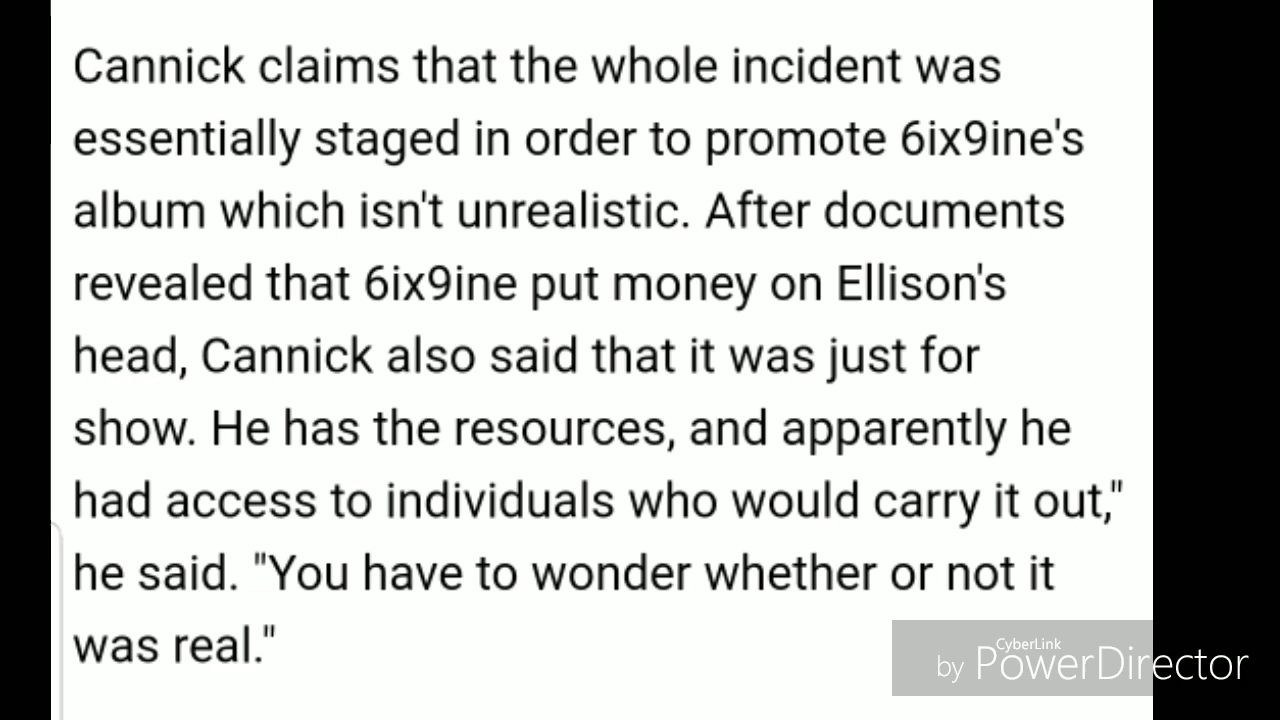 Cannick claims that the whole incident was
essentially staged in order to promote 6ix9ine's
album which isn't unrealistic. After documents
revealed that 6ix9ine put money on Ellison's
head, Cannick also said that it was just for
show. He has the resources, and apparently he
had access to individuals who would carry it out,"
he said. "You have to wonder whether or not it
was real."
CyberLink
by PowerDirector